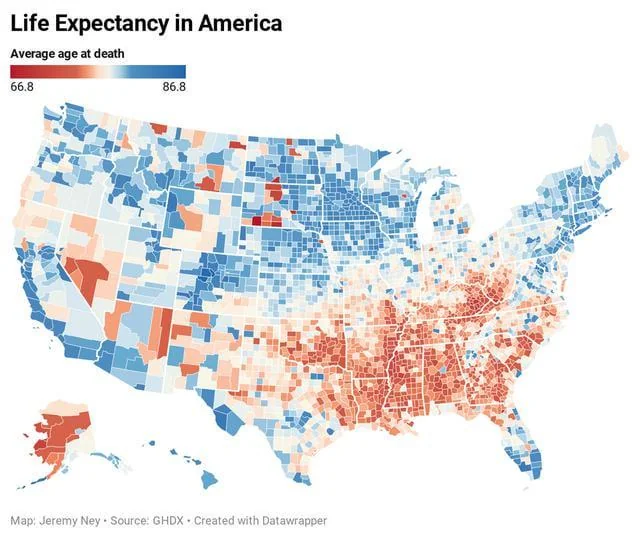 Life Expectancy in America
Average age at death
66.8 86.8
Map: Jeremy Ney • Source: GHDX • Created with Datawrapper